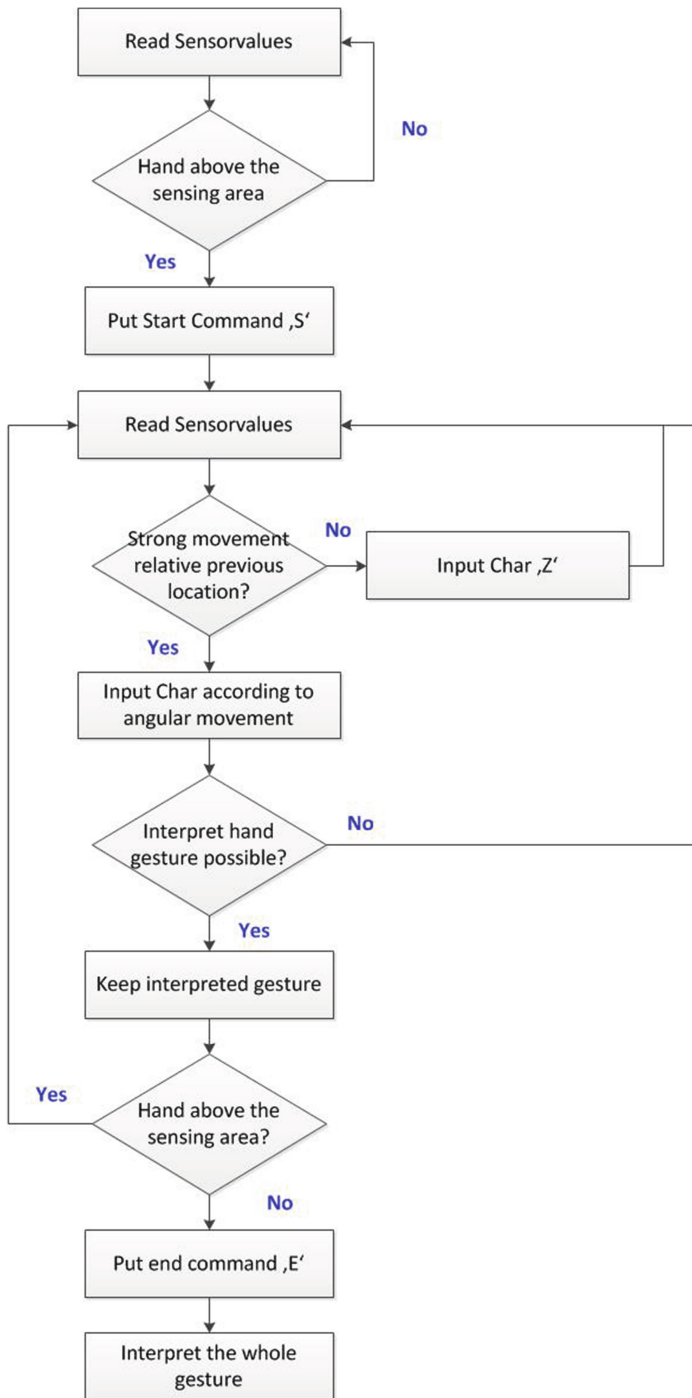 Read Sensorvalues
No
Hand above the
sensing area
Yes
Put Start Command ‚S‘
Read Sensorvalues
Strong movement
relative previous
location?
No
Input Char ‚Z‘
Yes
Input Char according to
angular movement
Interpret hand
gesture possible?
No
Yes
Keep interpreted gesture
Yes
Hand above the
sensing area?
No
Put end command ‚E‘
Interpret the whole
gesture